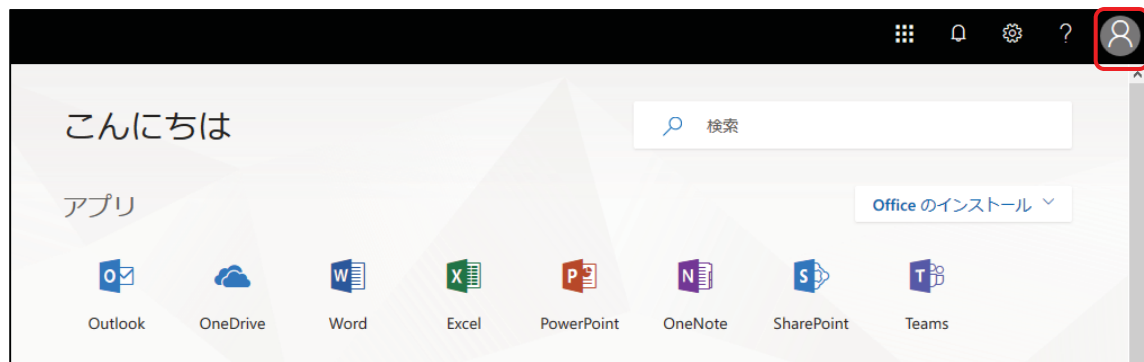 ?
こんにちは
検索
アプリ
Office のインストール
Outlook
OneDrive
Word
Excel
PowerPoint
OneNote
SharePoint
Teams